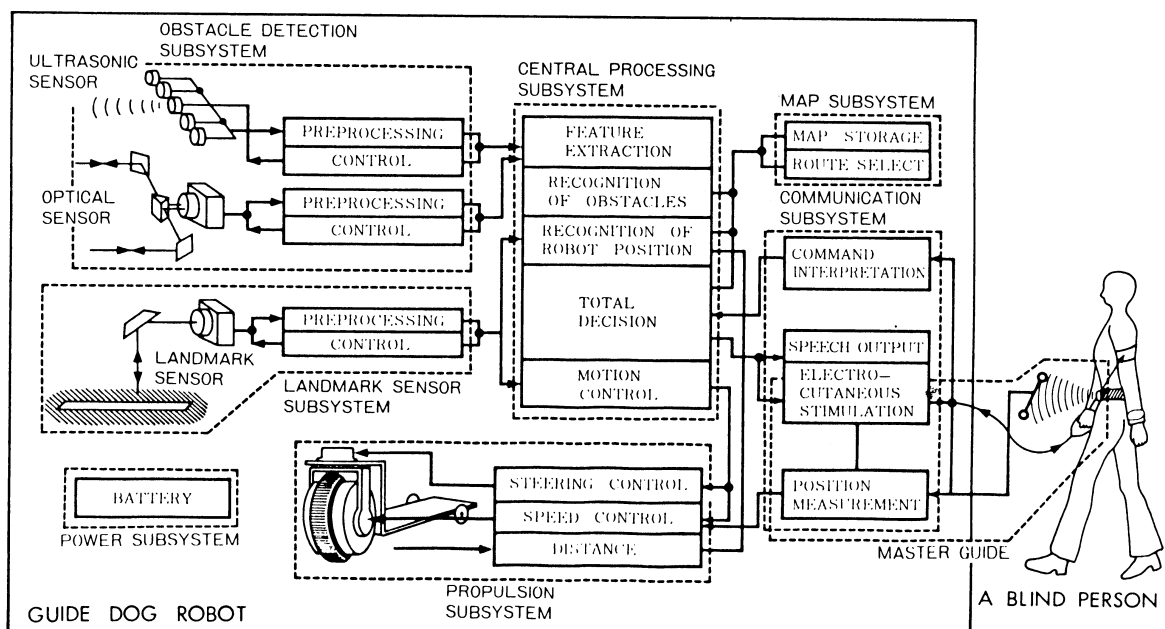 OBSTACLE DETECTION
SUBSYSTEM
ULTRASONIC
SENSOR
PREPROCESSING
CONTROL
OPTICAL
SENSOR
PREPROCESSING
CONTROL
CENTRAL PROCESSING
SUBSYSTEM
FEATURE
EXTRACTION
RECOGNITION
OF OBSTACLES
RECOGNITION OF
ROBOT POSITION
TOTAL
DECISION
MOTION
CONTROL
MAP SUBSYSTEM
MAP STORAGE
ROUTE SELECT
COMMUNICATION
SUBSYSTEM
COMMAND
INTERPRETATION
SPEECH OUTPUT
ELECTRO-
CUTANEOUS
STIMULATION
POSITION
MEASUREMENT
MASTER GUIDE
PREPROCESSING
CONTROL
LANDMARK
SENSOR
LANDMARK SENSOR
SUBSYSTEM
BATTERY
POWER SUBSYSTEM
STEERING CONTROL
SPEED CONTROL
DISTANCE
PROPULSION
SUBSYSTEM
GUIDE DOG ROBOT
A BLIND PERSON